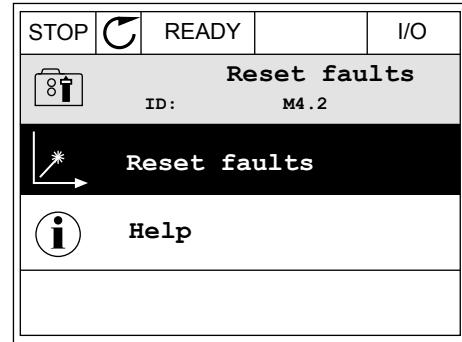 STOP READY I/O
Reset faults
ID: M4.2
Reset faults
Help